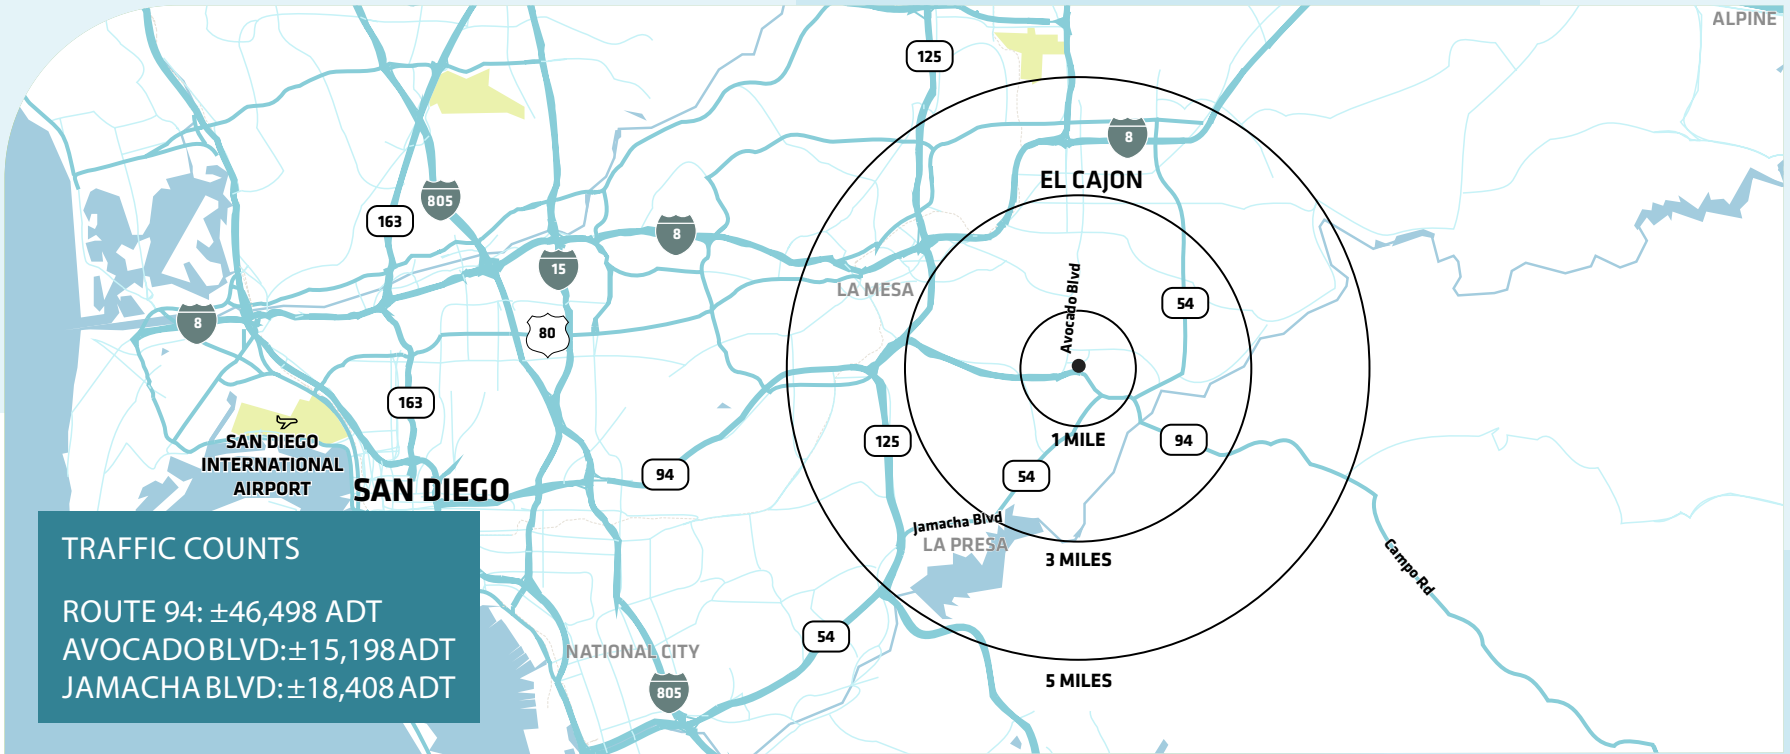 ALPINE
125
8
EL CAJON
805
163
8
15
LA MESA
Avocado Blvd
54
8
80
163
SAN DIEGO
INTERNATIONAL
AIRPORT
SAN DIEGO
94
125
1 MILE
94
54
Jamacha Blvd
LA PRESA
3 MILES
Campo Rd
TRAFFIC COUNTS
ROUTE 94: ±46,498 ADT
AVOCADO BLVD: ±15,198 ADT
JAMACHA BLVD: ±18,408 ADT
54
NATIONAL CITY
805
5 MILES